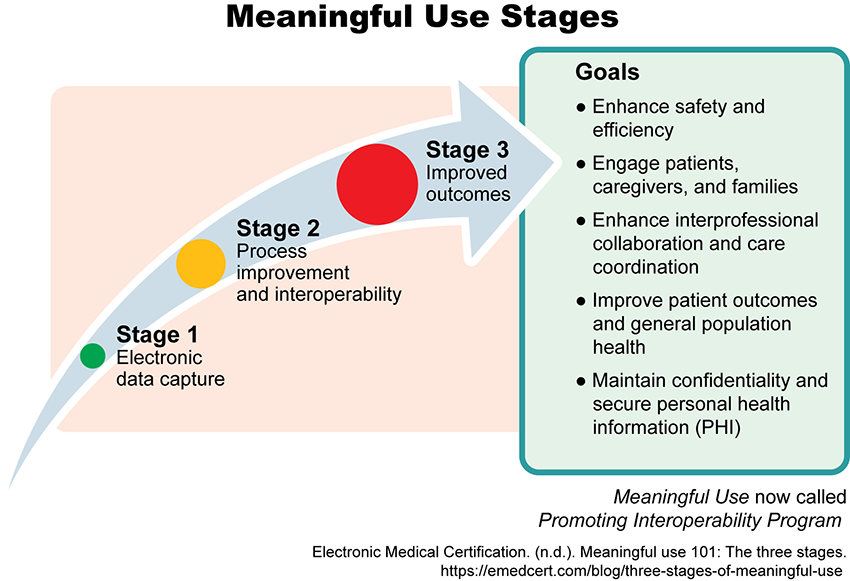 Meaningful Use Stages
Stage 1
Electronic
data capture
Stage 2
Process
improvement
and interoperability
Stage 3
Improved
outcomes
Goals
● Enhance safety and
efficiency
● Engage patients,
caregivers, and families
● Enhance interprofessional
collaboration and care
coordination
● Improve patient outcomes
and general population
health
● Maintain confidentiality and
secure personal health
information (PHI)
Meaningful Use now called
Promoting Interoperability Program
Electronic Medical Certification. (n.d.). Meaningful use 101: The three stages.
https://emedcert.com/blog/three-stages-of-meaningful-use